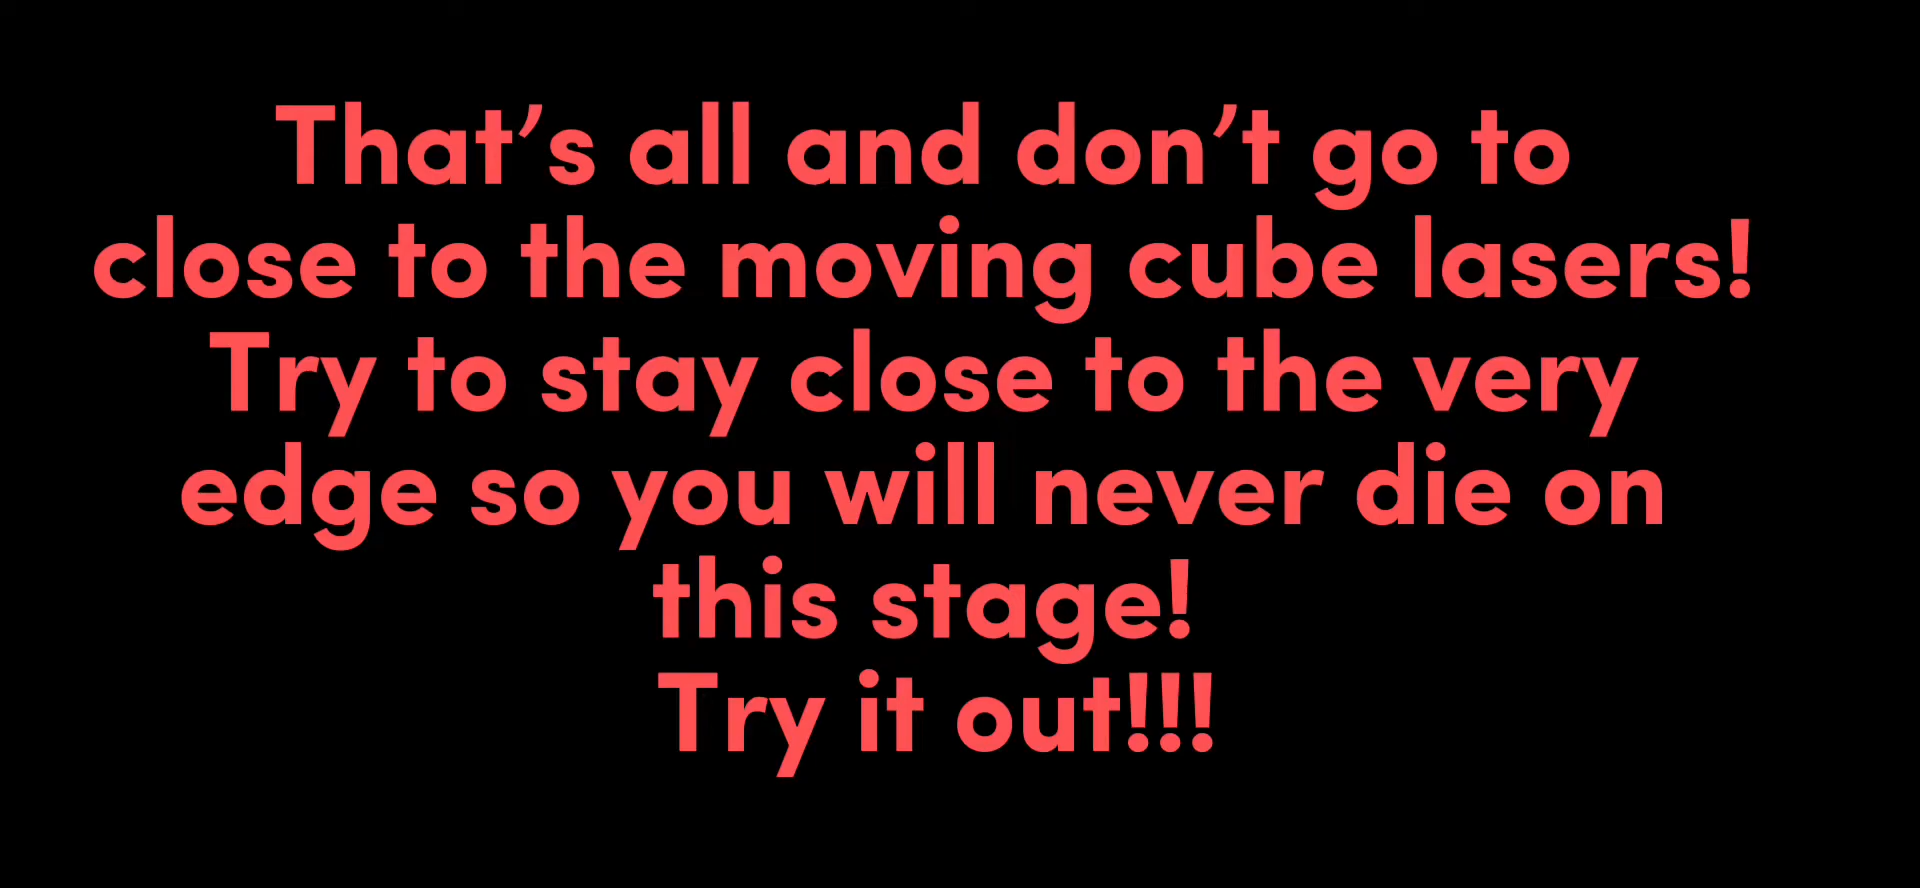 That’s all and don’t go to
close to the moving cube lasers!
Try to stay close to the very
edge so you will never die on
this stage!
Try it out!!!